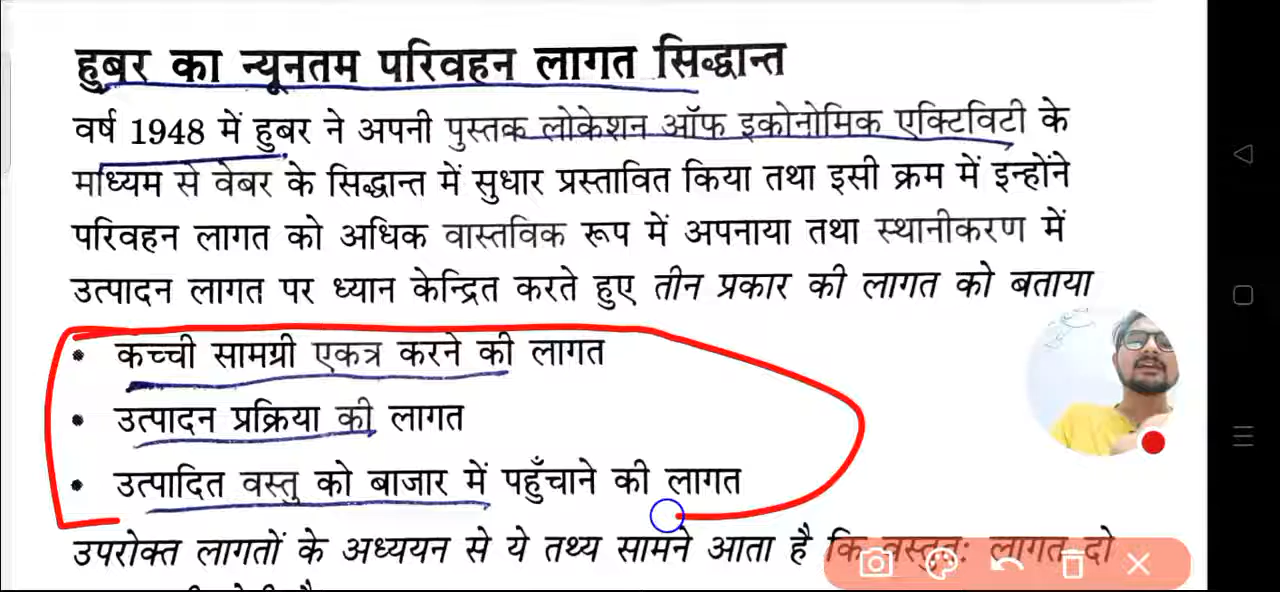 हुबर का न्यूनतम परिवहन लागत सिद्धान्त
वर्ष 1948 में हुबर ने अपनी पुस्तक लोकेशन ऑफ इकोनोमिक एक्टिविटी के
माध्यम से वेबर के सिद्धान्त में सुधार प्रस्तावित किया तथा इसी क्रम में इन्होंने
परिवहन लागत को अधिक वास्तविक रूप में अपनाया तथा स्थानीकरण में
उत्पादन लागत पर ध्यान केन्द्रित करते हुए तीन प्रकार की लागत को बताया
• कच्ची सामग्री एकत्र करने की लागत
• उत्पादन प्रक्रिया की लागत
• उत्पादित वस्तु को बाजार में पहुँचाने की लागत
उपरोक्त लागतों के अध्ययन से ये तथ्य सामने आता है कि वस्तुतः लागत दो